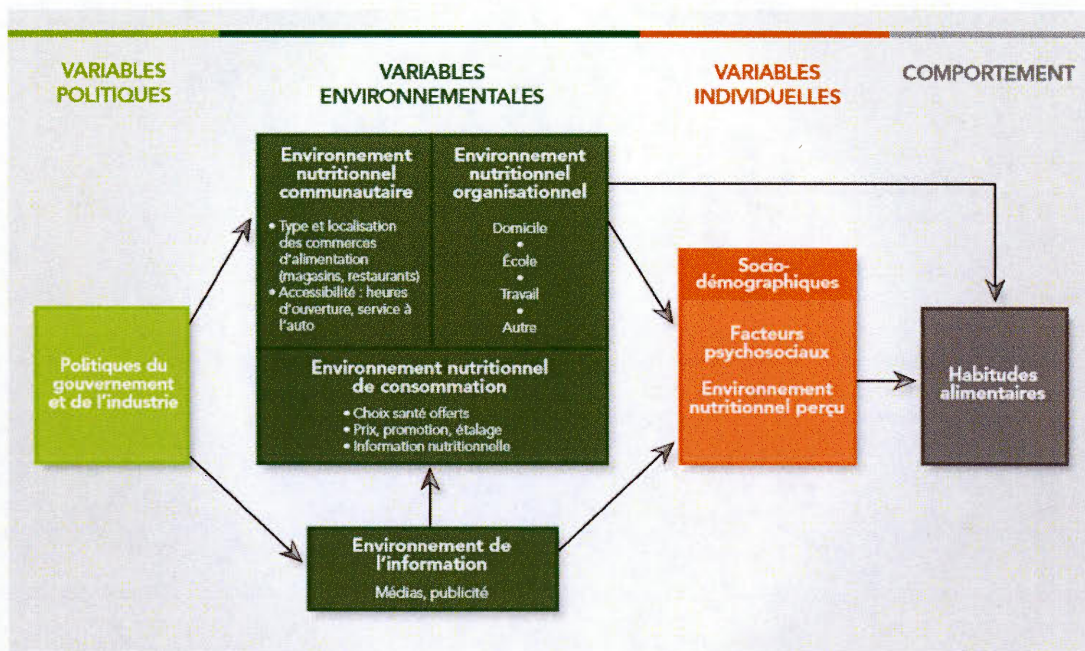 VARIABLES
POLITIQUES
VARIABLES
ENVIRONNEMENTALES
VARIABLES
INDIVIDUELLES
COMPORTEMENT
Environnement
nutritionnel
communautaire
• Type et localisation
des commerces
d'alimentation
(magasins, restaurants)
• Accessibilité : heures
d'ouverture, service à
l'auto
Environnement
nutritionnel
organisationnel
Domicile
•
École
•
Travail
•
Autre
Environnement nutritionnel
de consommation
• Choix santé offerts
• Prix, promotion, étalage
• Information nutritionnelle
Politiques du
gouvernement
et de l'industrie
Environnement de
l'information
Médias, publicité
Socio-
démographiques
Facteurs
psychosociaux
Environnement
nutritionnel perçu
Habitudes
alimentaires